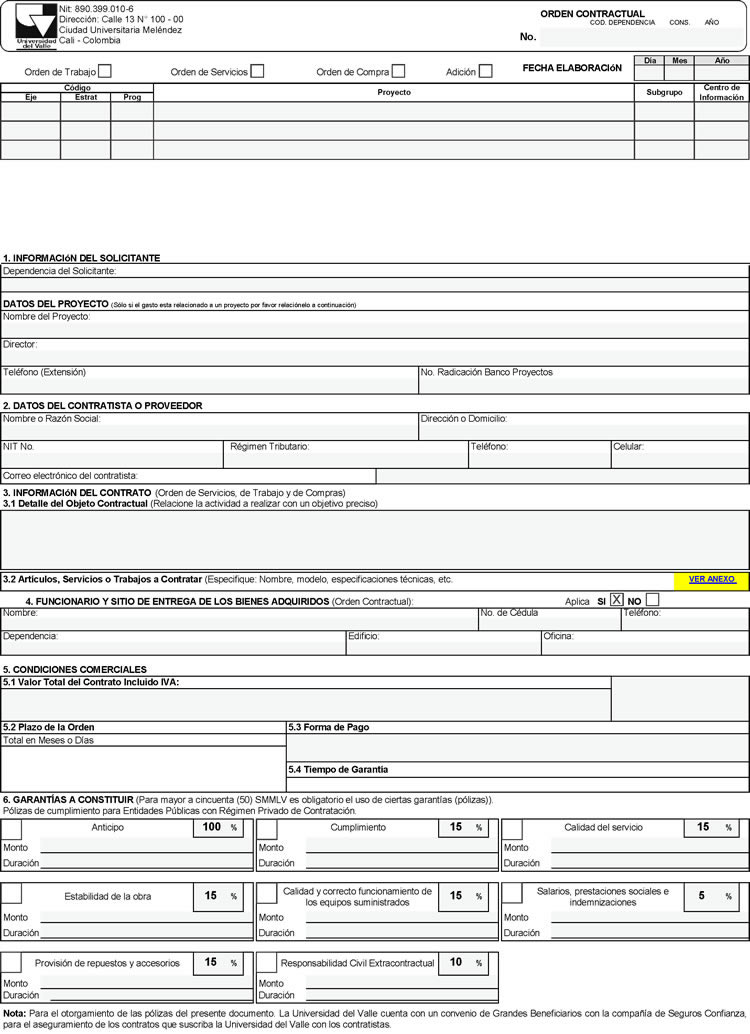 Universidad
del Valle
Nit: 890.399.010-6
Dirección: Calle 13 N° 100 - 00
Ciudad Universitaria Meléndez
Cali - Colombia
ORDEN CONTRACTUAL
COD. DEPENDENCIA CONS. AÑO
No.
Orden de Trabajo Orden de Servicios Orden de Compra Adición FECHA ELABORACIóN Dia Mes Año
Código Proyecto Subgrupo Centro de Información
Eje Estrat Prog
1. INFORMACIóN DEL SOLICITANTE
Dependencia del Solicitante:
DATOS DEL PROYECTO (Sólo si el gasto esta relacionado a un proyecto por favor relaciónelo a continuación)
Nombre del Proyecto:
Director:
Teléfono (Extensión) No. Radicación Banco Proyectos
2. DATOS DEL CONTRATISTA O PROVEEDOR
Nombre o Razón Social: Dirección o Domicilio:
NIT No. Régimen Tributario: Teléfono: Celular:
Correo electrónico del contratista:
3. INFORMACIóN DEL CONTRATO (Orden de Servicios, de Trabajo y de Compras)
3.1 Detalle del Objeto Contractual (Relacione la actividad a realizar con un objetivo preciso)
3.2 Artículos, Servicios o Trabajos a Contratar (Especifique: Nombre, modelo, especificaciones técnicas, etc. VER ANEXO
4. FUNCIONARIO Y SITIO DE ENTREGA DE LOS BIENES ADQUIRIDOS (Orden Contractual): Aplica SI X NO
Nombre: No. de Cédula Teléfono:
Dependencia: Edificio: Oficina:
5. CONDICIONES COMERCIALES
5.1 Valor Total del Contrato Incluido IVA:
5.2 Plazo de la Orden 5.3 Forma de Pago
Total en Meses o Días
5.4 Tiempo de Garantía
6. GARANTÍAS A CONSTITUIR (Para mayor a cincuenta (50) SMMLV es obligatorio el uso de ciertas garantías (pólizas)).
Pólizas de cumplimiento para Entidades Públicas con Régimen Privado de Contratación.
Anticipo 100 % Cumplimiento 15 % Calidad del servicio 15 %
Monto Monto Monto
Duración Duración Duración
Estabilidad de la obra 15 % Calidad y correcto funcionamiento de los equipos suministrados 15 % Salarios, prestaciones sociales e indemnizaciones 5 %
Monto Monto Monto
Duración Duración Duración
Provisión de repuestos y accesorios 15 % Responsabilidad Civil Extracontractual 10 %
Monto Monto
Duración Duración
Nota: Para el otorgamiento de las pólizas del presente documento. La Universidad del Valle cuenta con un convenio de Grandes Beneficiarios con la compañía de Seguros Confianza,
para el aseguramiento de los contratos que suscriba la Universidad del Valle con los contratistas.